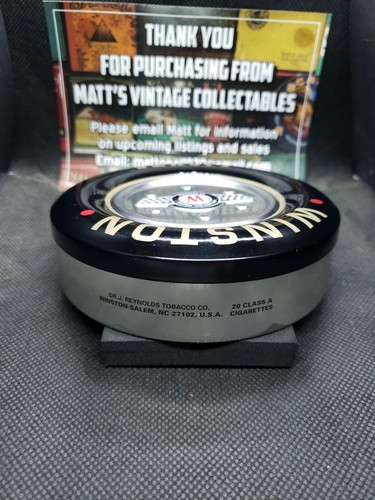 THANK YOU
FOR PURCHASING FROM
MATT'S VINTAGE COLLECTABLES
Please email Matt for Information
on upcoming listings and sales
Email:
WINSTON
W
©R.J. REYNOLDS TOBACCO CO.
WINSTON-SALEM, NC 27102, U.S.A.
20 CLASS A
CIGARETTES